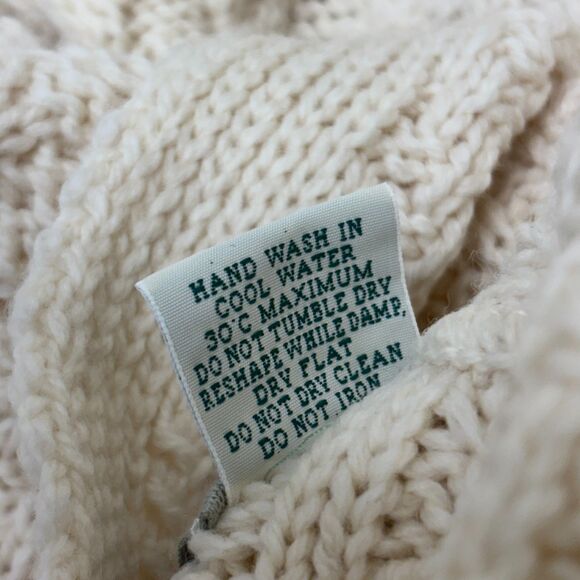 HAND WASH IN
COOL WATER
30°C MAXIMUM
DO NOT TUMBLE DRY
RESHAPE WHILE DAMP,
DRY FLAT
DO NOT DRY CLEAN
DO NOT IRON